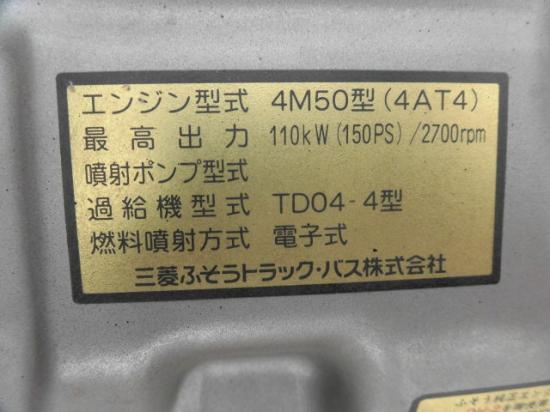 エンジン型式 4M50型(4AT4)
最高出力 110kW(150PS)/2700rpm
噴射ポンプ型式
過給機型式 TD04-4型
燃料噴射方式 電子式
三菱ふそうトラック・バス株式会社